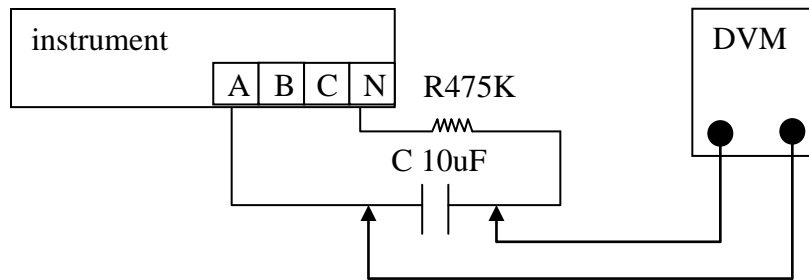 instrument
DVM
A B C N
R475K
C 10uF